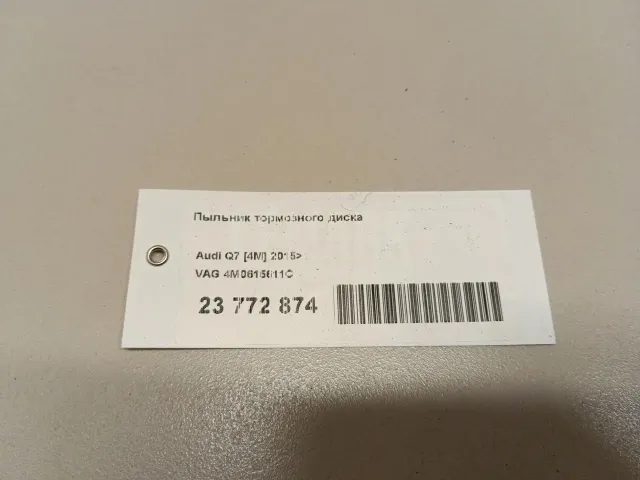 Пыльник тормозного диска
Audi Q7 [4M] 2015>
VAG 4M0615611C
23 772 874